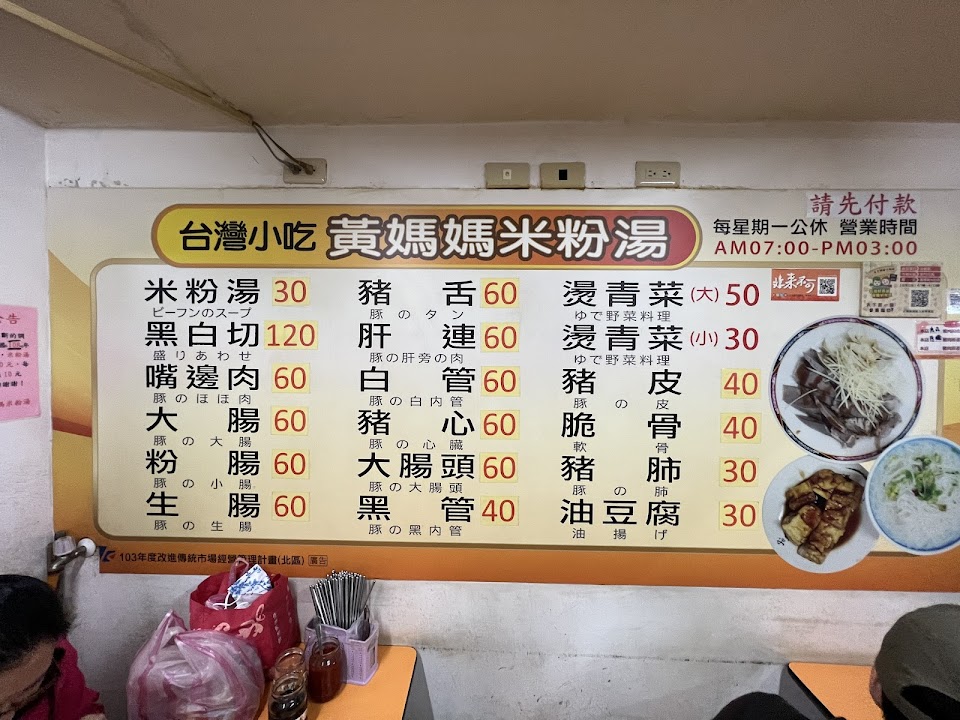 請先付款
台灣小吃 黃媽媽米粉湯
每星期一公休 營業時間
AM07:00-PM03:00
米粉湯 30
ビーフンのスープ
黑白切 120
盛りあわせ
嘴邊肉 60
豚のほほ肉
大腸 60
豚の大腸
粉腸 60
豚の小腸
生腸 60
豚の生腸
豬舌 60
豚のタン
肝連 60
豚の肝旁の肉
白管 60
豚の白内管
豬心 60
豚の心臓
大腸頭 60
豚の大腸頭
黑管 40
豚の黒内管
燙青菜(大) 50
ゆで野菜料理
燙青菜(小) 30
ゆで野菜料理
豬皮 40
豚の皮
脆骨 40
軟骨
豬肺 30
豚の肺
油豆腐 30
油揚げ
非来不可
103年度改進傳統市場經營管理計畫(北區) 廣告